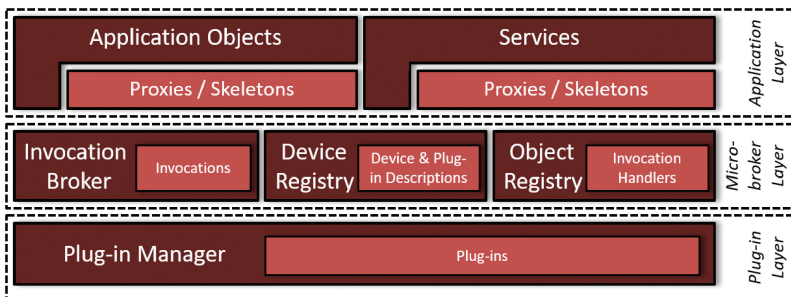 Application Objects
Services
Proxies / Skeletons
Proxies / Skeletons
Application
Layer
Invocation
Broker
Invocations
Device
Registry
Device & Plug-
in Descriptions
Object
Registry
Invocation
Handlers
Micro-
broker
Layer
Plug-in Manager
Plug-ins
Plug-in
Layer